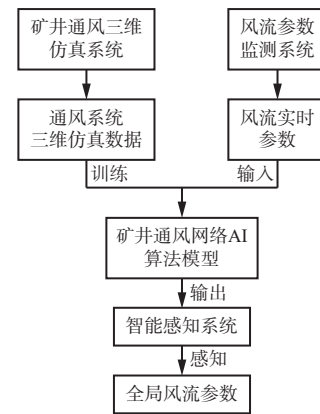 矿井通风三维
仿真系统
风流参数
监测系统
通风系统
三维仿真数据
风流实时
参数
训练
输入
矿井通风网络AI
算法模型
输出
智能感知系统
感知
全局风流参数